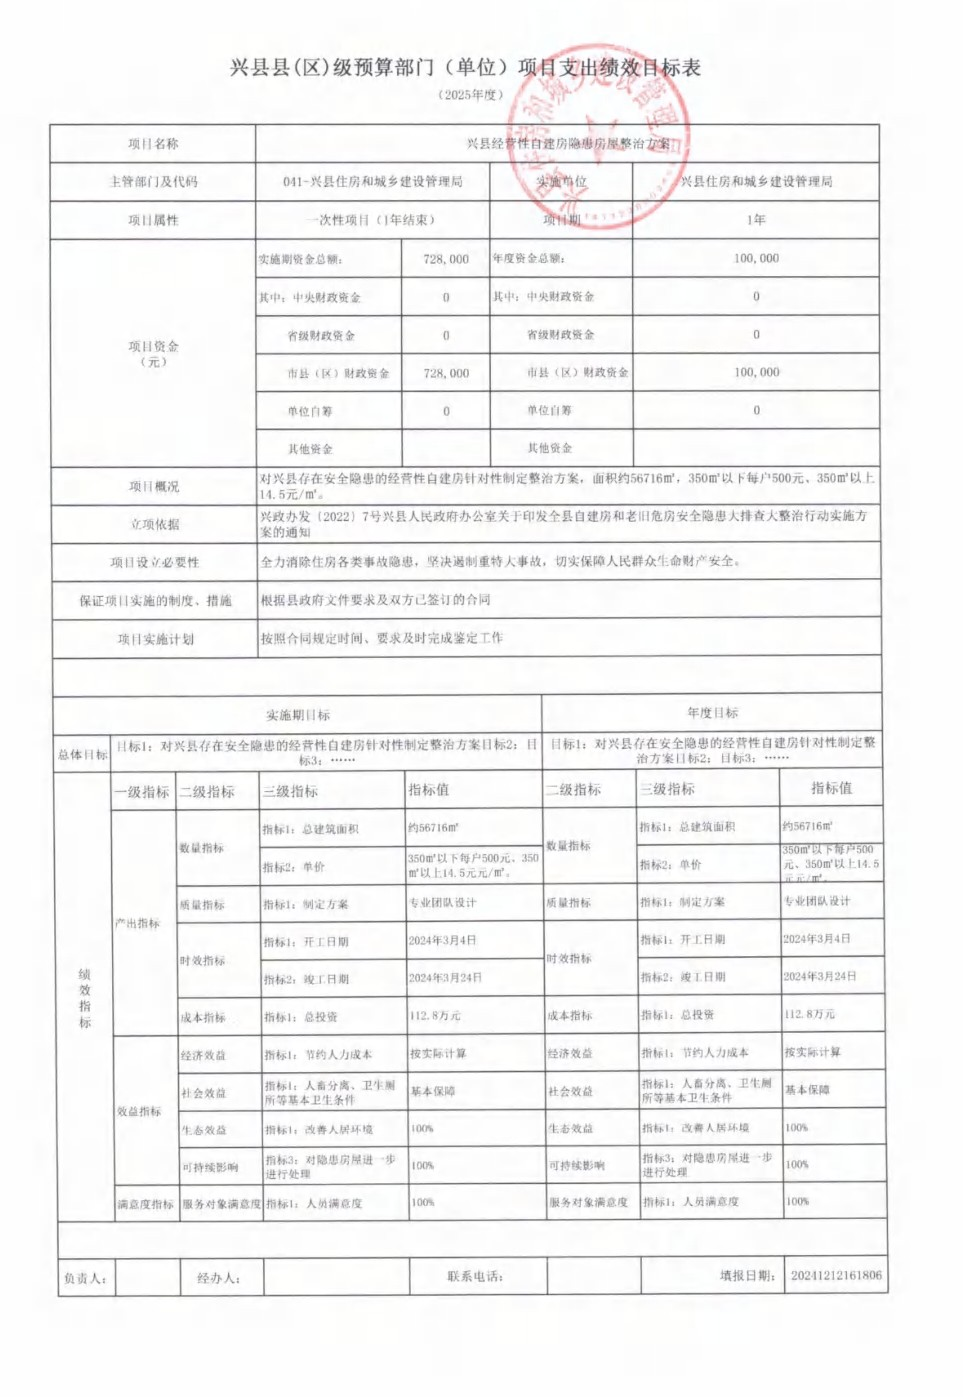 兴县县(区)级预算部门（单位）项目支出绩效目标表
（2025年度）
项目名称 兴县经营性自建房隐患房屋整治方案
主管部门及代码 041-兴县住房和城乡建设管理局 实施单位 兴县住房和城乡建设管理局
项目属性 一次性项目（1年结束） 项目期 1年
项目资金
（元）
实施期资金总额： 728,000 年度资金总额： 100,000
其中：中央财政资金 0 其中：中央财政资金 0
省级财政资金 0 省级财政资金 0
市县（区）财政资金 728,000 市县（区）财政资金 100,000
单位自筹 0 单位自筹 0
其他资金 其他资金
项目概况 对兴县存在安全隐患的经营性自建房针对性制定整治方案，面积约56716㎡，350㎡以下每户500元、350㎡以上
14.5元/㎡。
立项依据 兴政办发〔2022〕7号兴县人民政府办公室关于印发全县自建房和老旧危房安全隐患大排查大整治行动实施方
案的通知
项目设立必要性 全力消除住房各类事故隐患，坚决遏制重特大事故，切实保障人民群众生命财产安全。
保证项目实施的制度、措施 根据县政府文件要求及双方已签订的合同
项目实施计划 按照合同规定时间、要求及时完成鉴定工作
实施期目标 年度目标
总体目标 目标1：对兴县存在安全隐患的经营性自建房针对性制定整治方案目标2：目
标3：……
目标1：对兴县存在安全隐患的经营性自建房针对性制定整
治方案目标2：目标3：……
绩效指标
一级指标 二级指标 三级指标 指标值 二级指标 三级指标 指标值
产出指标
数量指标 指标1：总建筑面积 约56716㎡ 数量指标 指标1：总建筑面积 约56716㎡
指标2：单价 350㎡以下每户500元、350
㎡以上14.5元元/㎡。
指标2：单价 350㎡以下每户500
元、350㎡以上14.5
元元/㎡。
质量指标 指标1：制定方案 专业团队设计 质量指标 指标1：制定方案 专业团队设计
时效指标 指标1：开工日期 2024年3月4日 时效指标 指标1：开工日期 2024年3月4日
指标2：竣工日期 2024年3月24日 指标2：竣工日期 2024年3月24日
成本指标 指标1：总投资 112.8万元 成本指标 指标1：总投资 112.8万元
效益指标
经济效益 指标1：节约人力成本 按实际计算 经济效益 指标1：节约人力成本 按实际计算
社会效益 指标1：人畜分离、卫生厕
所等基本卫生条件 基本保障 社会效益 指标1：人畜分离、卫生厕
所等基本卫生条件 基本保障
生态效益 指标1：改善人居环境 100% 生态效益 指标1：改善人居环境 100%
可持续影响 指标3：对隐患房屋进一步
进行处理 100% 可持续影响 指标3：对隐患房屋进一步
进行处理 100%
满意度指标 服务对象满意度 指标1：人员满意度 100% 服务对象满意度 指标1：人员满意度 100%
负责人： 经办人： 联系电话： 填报日期： 20241212161806
兴县住房和城乡建设管理局